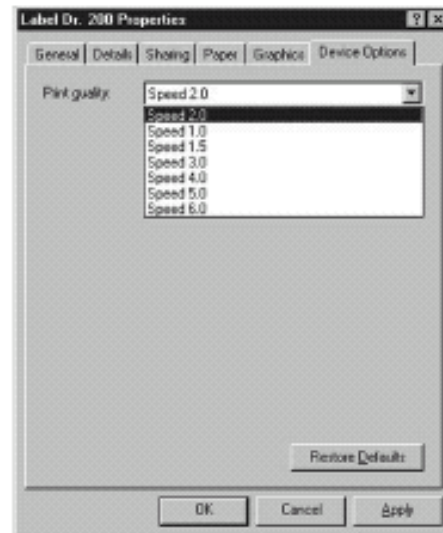 Label Dr. 200 Properties
General Details Sharing Paper Graphics Device Options
Print quality: Speed 2.0
Speed 2.0
Speed 1.0
Speed 1.5
Speed 3.0
Speed 4.0
Speed 5.0
Speed 6.0
Restore Defaults
OK Cancel Apply